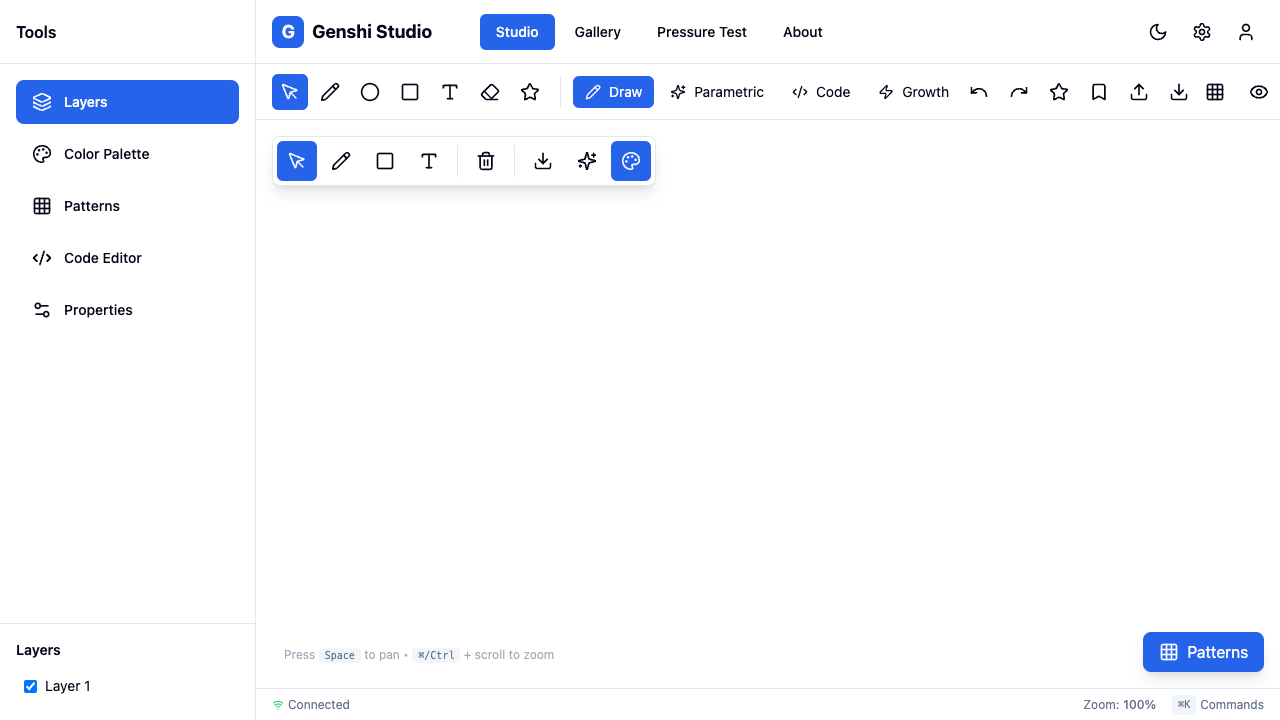 Tools
G Genshi Studio
Studio Gallery Pressure Test About
Layers
Color Palette
Patterns
Code Editor
Properties
Draw Parametric Code Growth
Press Space to pan • ⌘/Ctrl + scroll to zoom
Patterns
Layers
Layer 1
Connected
Zoom: 100% ⌘K Commands